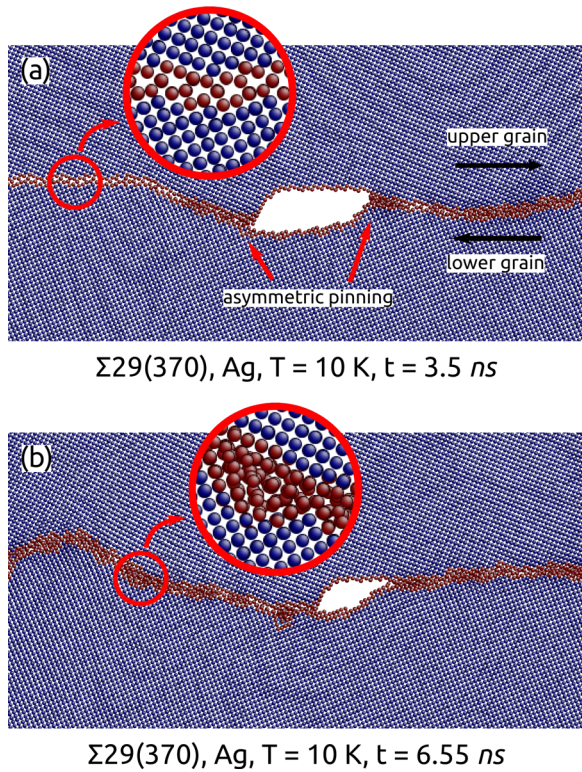 (a)
upper grain
lower grain
asymmetric pinning
Σ29(370), Ag, T = 10 K, t = 3.5 ns
(b)
Σ29(370), Ag, T = 10 K, t = 6.55 ns